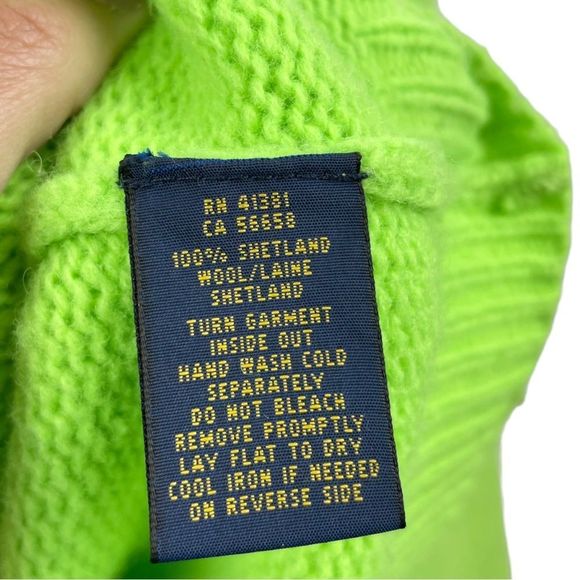 RN 41381
CA 56658
100% SHETLAND
WOOL/LAINE
SHETLAND
TURN GARMENT
INSIDE OUT
HAND WASH COLD
SEPARATELY
DO NOT BLEACH
REMOVE PROMPTLY
LAY FLAT TO DRY
COOL IRON IF NEEDED
ON REVERSE SIDE